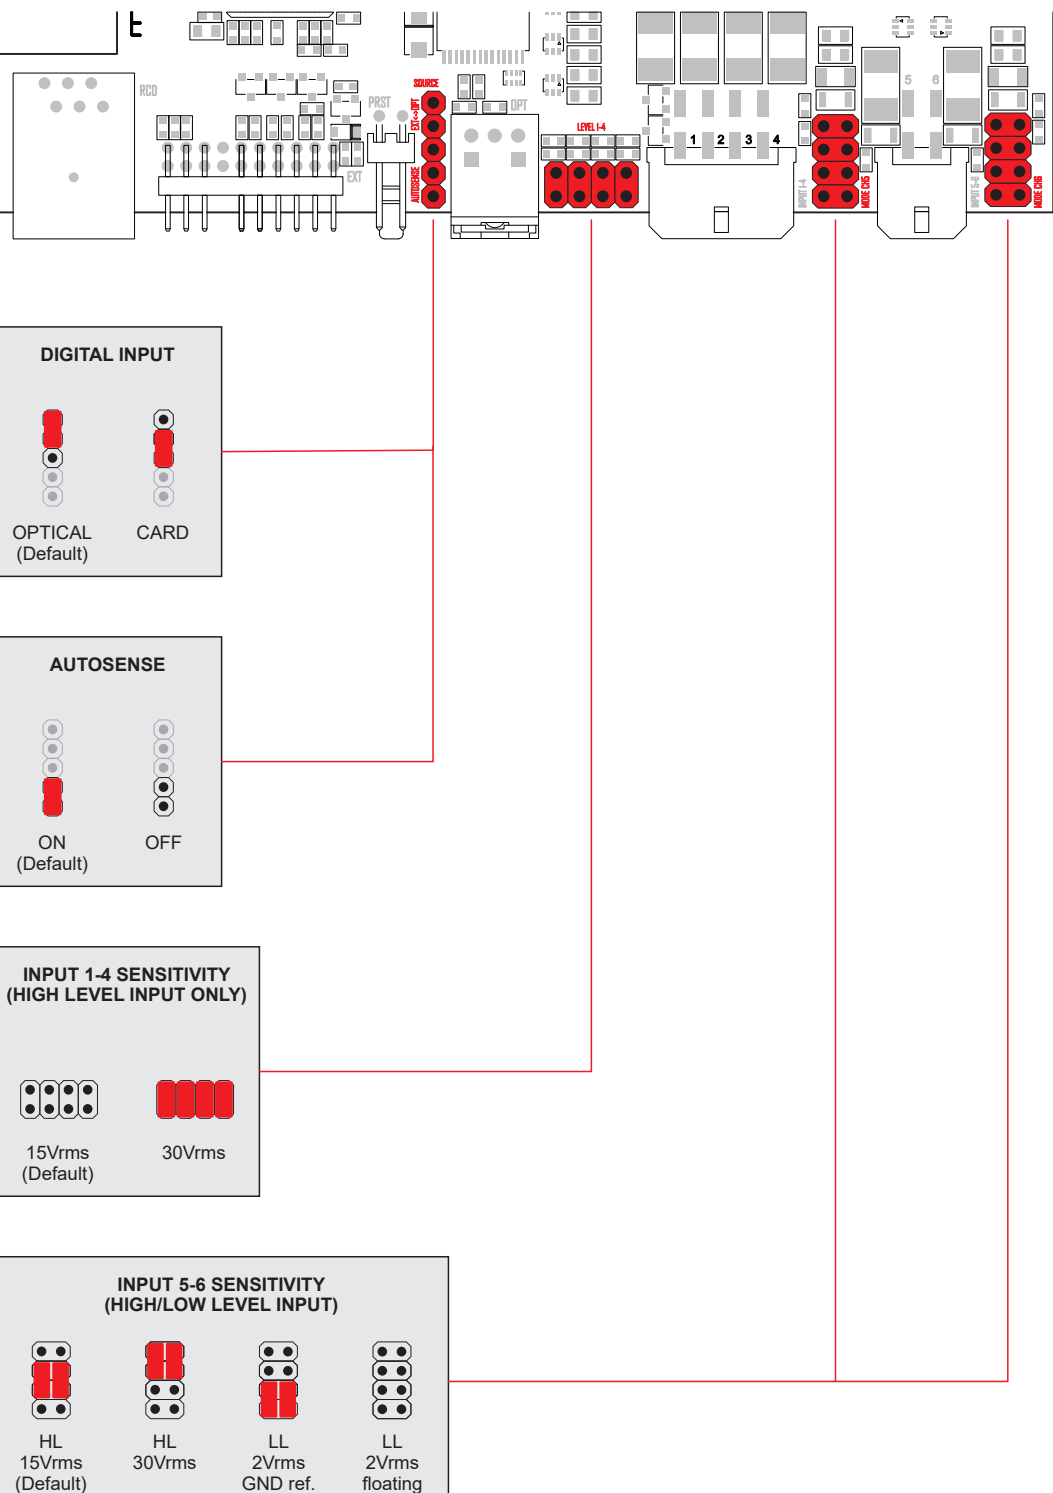 t
RCD
PRST
EXT
SOURCE
EXT<->OPT
AUTOSENSE
OPT
LEVEL 1-4
1 2 3 4
INPUT 1-4
MODE CH5
5 6
INPUT 5-6
MODE CH6
DIGITAL INPUT
OPTICAL
(Default)
CARD
AUTOSENSE
ON
(Default)
OFF
INPUT 1-4 SENSITIVITY
(HIGH LEVEL INPUT ONLY)
15Vrms
(Default)
30Vrms
INPUT 5-6 SENSITIVITY
(HIGH/LOW LEVEL INPUT)
HL
15Vrms
(Default)
HL
30Vrms
LL
2Vrms
GND ref.
LL
2Vrms
floating